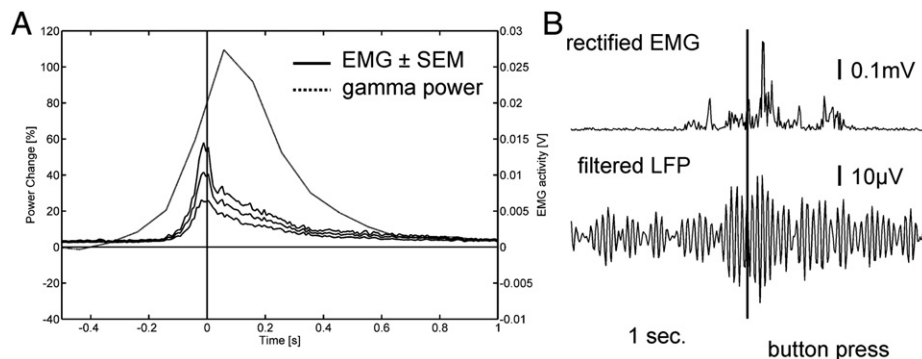 A
Power Change [%]
120
100
80
60
40
20
0
-20
-40
-0.4
-0.2
0
0.2
0.4
0.6
0.8
1
Time [s]
0.03
0.025
0.02
0.015
0.01
0.005
0
-0.005
-0.01
EMG activity [V]
EMG ± SEM
gamma power
B
rectified EMG
0.1mV
filtered LFP
10µV
1 sec.
button press